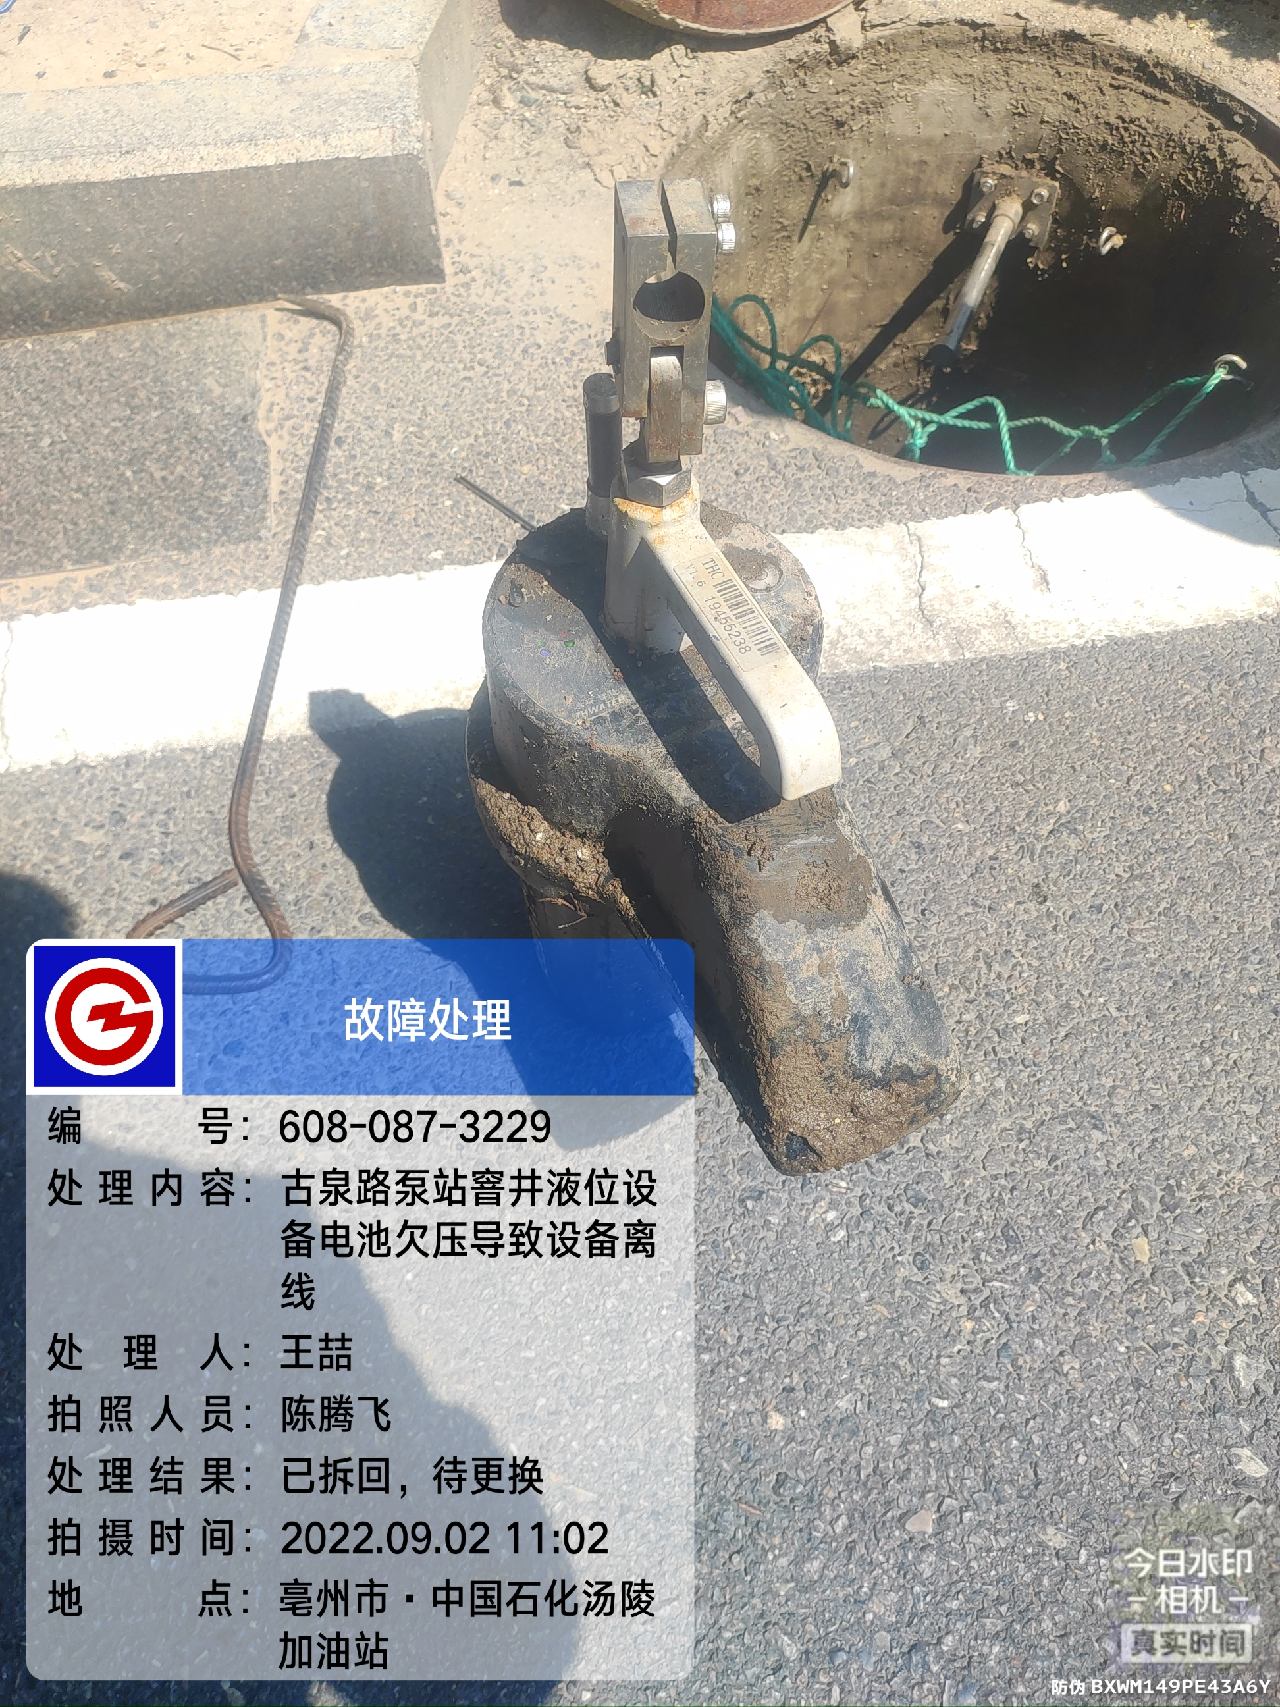 THC
V1.6 19456238
故障处理
编号：608-087-3229
处理内容：古泉路泵站窨井液位设
备电池欠压导致设备离
线
处理人：王喆
拍照人员：陈腾飞
处理结果：已拆回，待更换
拍摄时间：2022.09.02 11:02
地点：亳州市·中国石化汤陵
加油站
今日水印
相机
真实时间
防伪 BXWM149PE43A6Y